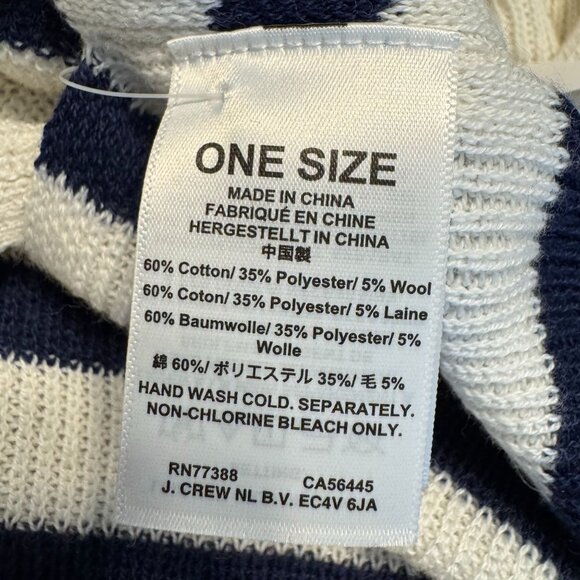 ONE SIZE
MADE IN CHINA
FABRIQUÉ EN CHINE
HERGESTELLT IN CHINA
中国製
60% Cotton/ 35% Polyester/ 5% Wool
60% Coton/ 35% Polyester/ 5% Laine
60% Baumwolle/ 35% Polyester/ 5%
Wolle
綿 60%/ ポリエステル 35%/ 毛 5%
HAND WASH COLD. SEPARATELY.
NON-CHLORINE BLEACH ONLY.
RN77388 CA56445
J. CREW NL B.V. EC4V 6JA